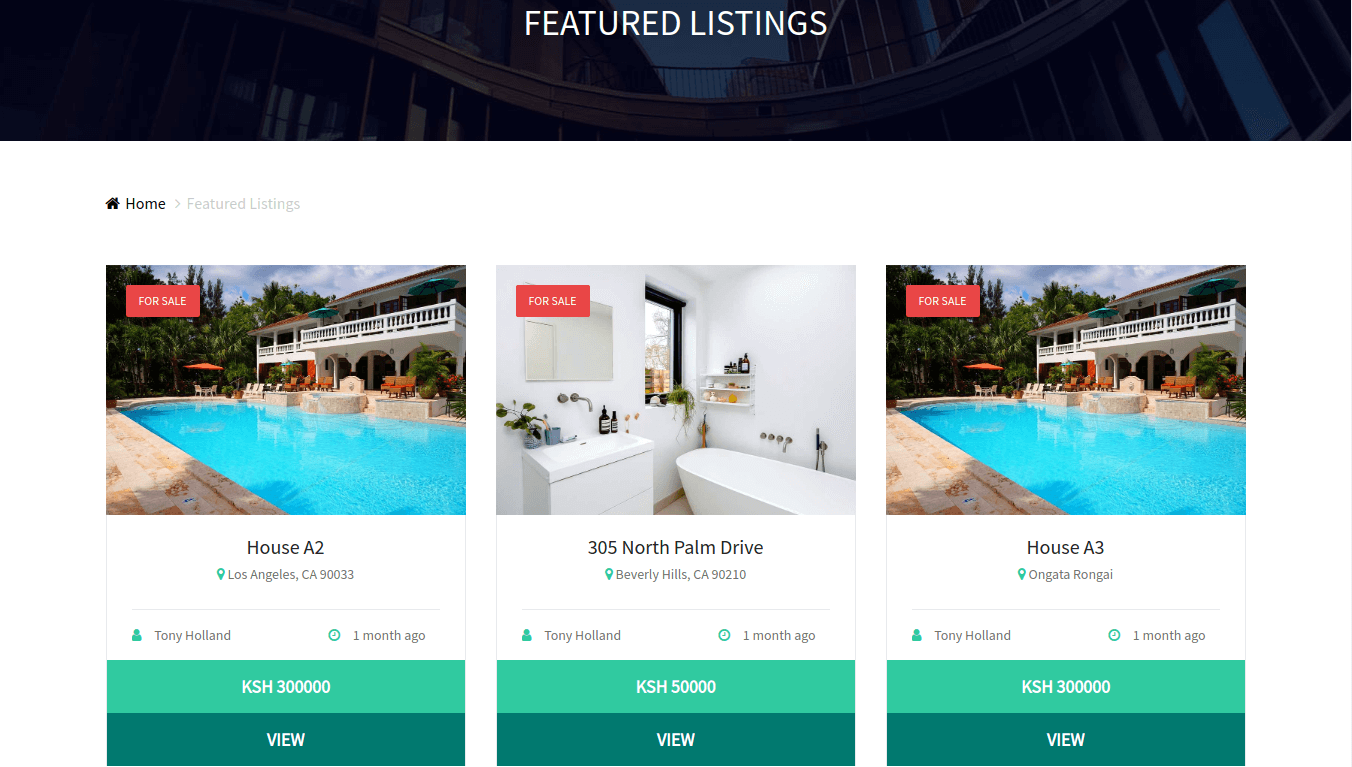 FEATURED LISTINGS
Home > Featured Listings
FOR SALE
House A2
Los Angeles, CA 90033
Tony Holland 1 month ago
KSH 300000
VIEW
FOR SALE
305 North Palm Drive
Beverly Hills, CA 90210
Tony Holland 1 month ago
KSH 50000
VIEW
FOR SALE
House A3
Ongata Rongai
Tony Holland 1 month ago
KSH 300000
VIEW